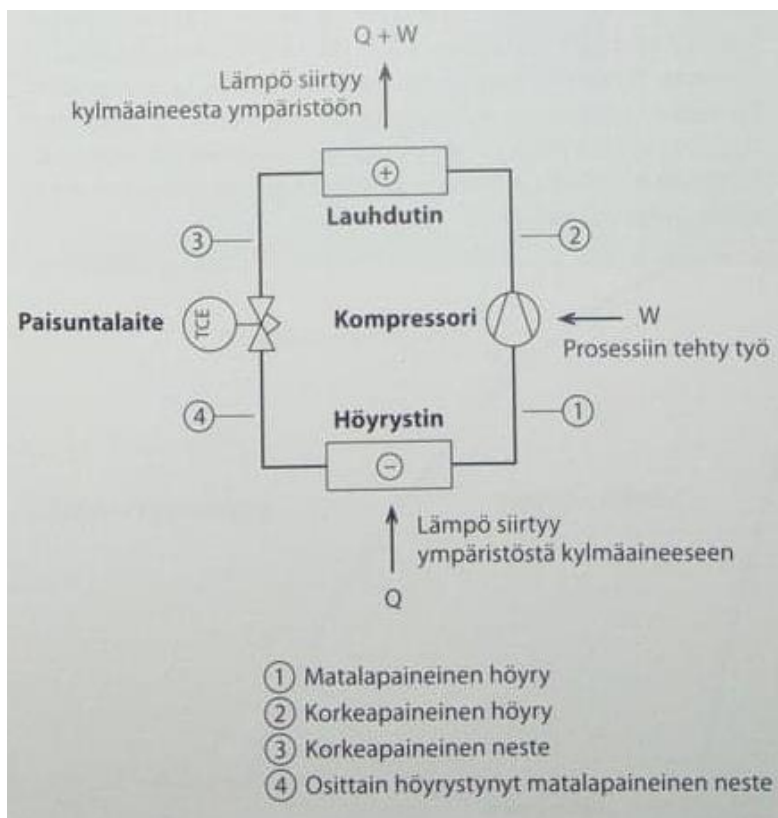 Q + W
Lämpö siirtyy
kylmäaineesta ympäristöön
+
Lauhdutin
3
2
Paisuntalaite
TCE
Kompressori
W
Prosessiin tehty työ
4
Höyrystin
1
−
Lämpö siirtyy
ympäristöstä kylmäaineeseen
Q
1 Matalapaineinen höyry
2 Korkeapaineinen höyry
3 Korkeapaineinen neste
4 Osittain höyrystynyt matalapaineinen neste